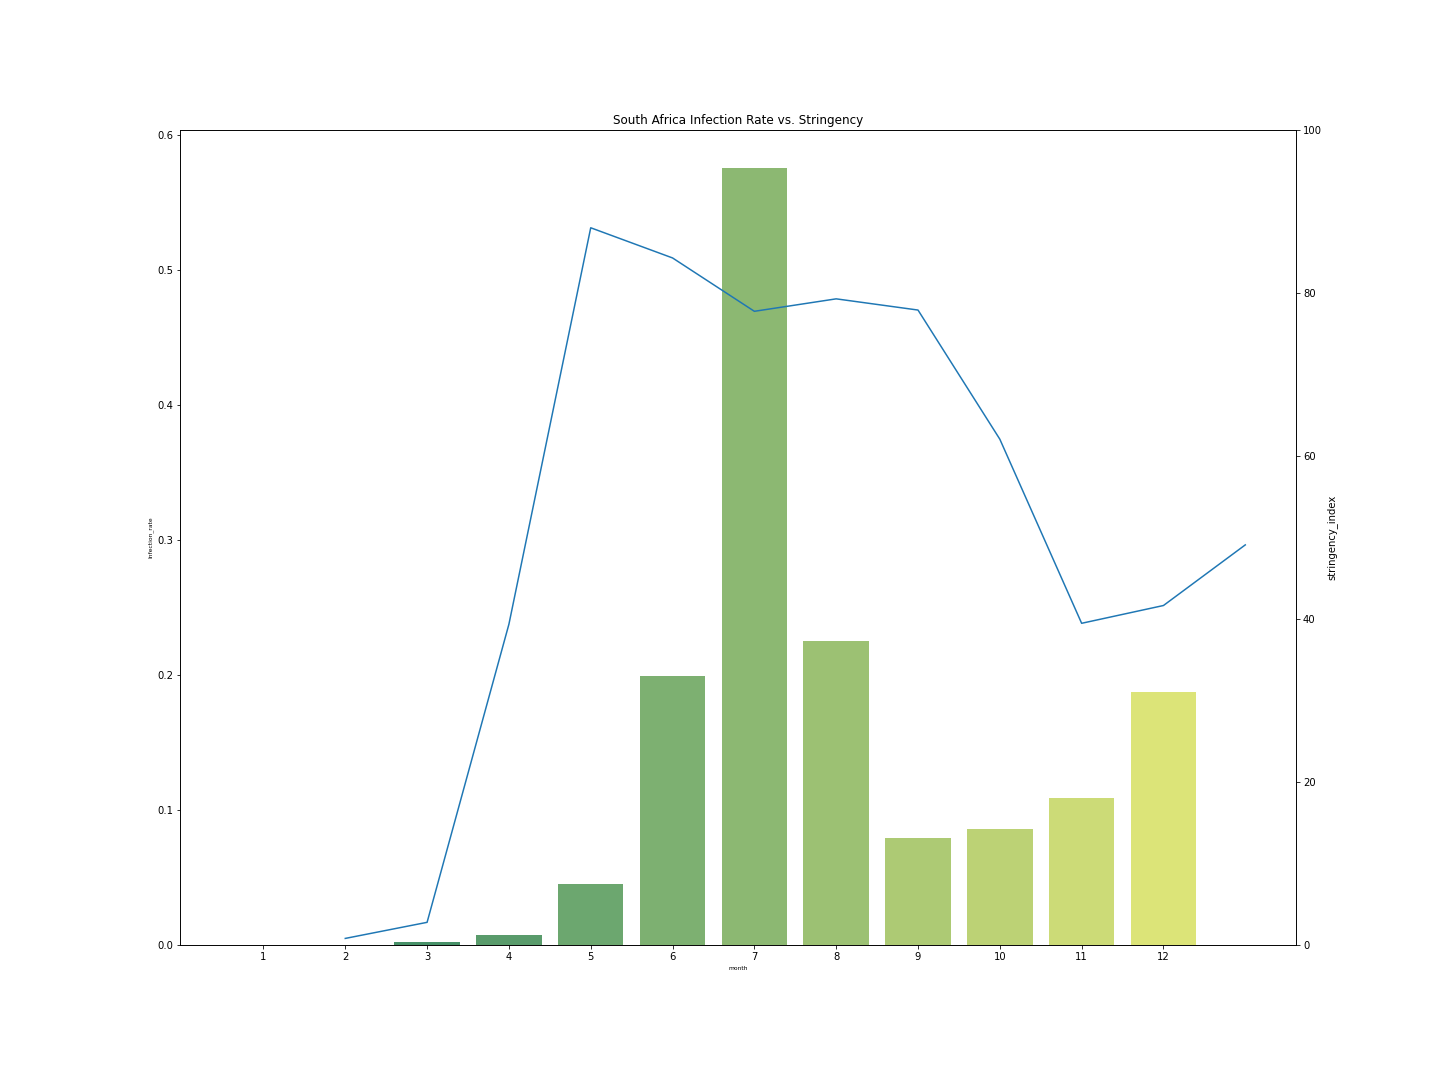 South Africa Infection Rate vs. Stringency
0.6
0.5
0.4
0.3
0.2
0.1
0.0
infection_rate
100
80
60
40
20
0
stringency_index
1 2 3 4 5 6 7 8 9 10 11 12
month